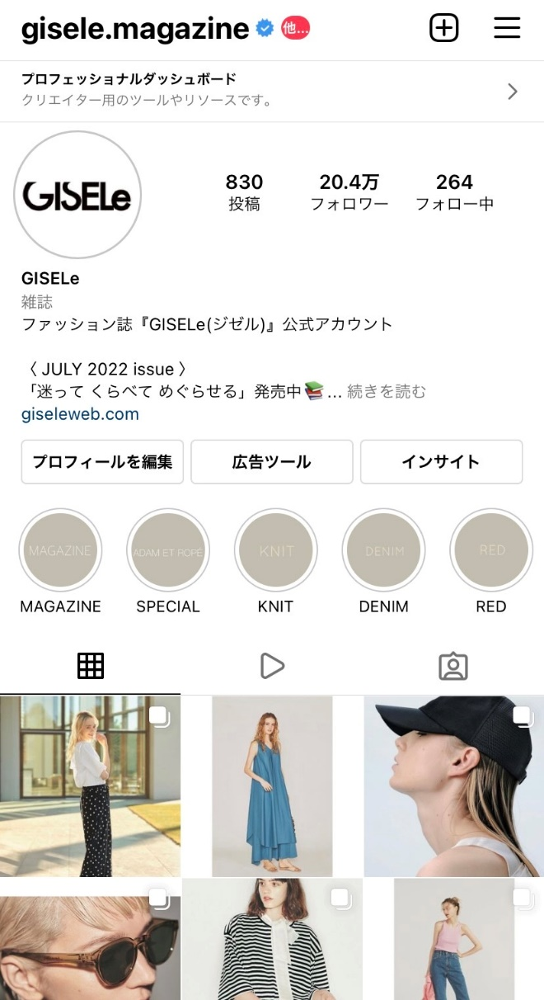 gisele.magazine 他...
プロフェッショナルダッシュボード
クリエイター用のツールやリソースです。
GISELe
830 20.4万 264
投稿 フォロワー フォロー中
GISELe
雑誌
ファッション誌『GISELe(ジゼル)』公式アカウント
〈 JULY 2022 issue 〉
「迷って くらべて めぐらせる」発売中📚... 続きを読む
giseleweb.com
プロフィールを編集 広告ツール インサイト
MAGAZINE ADAM ET ROPÉ KNIT DENIM RED
MAGAZINE SPECIAL KNIT DENIM RED